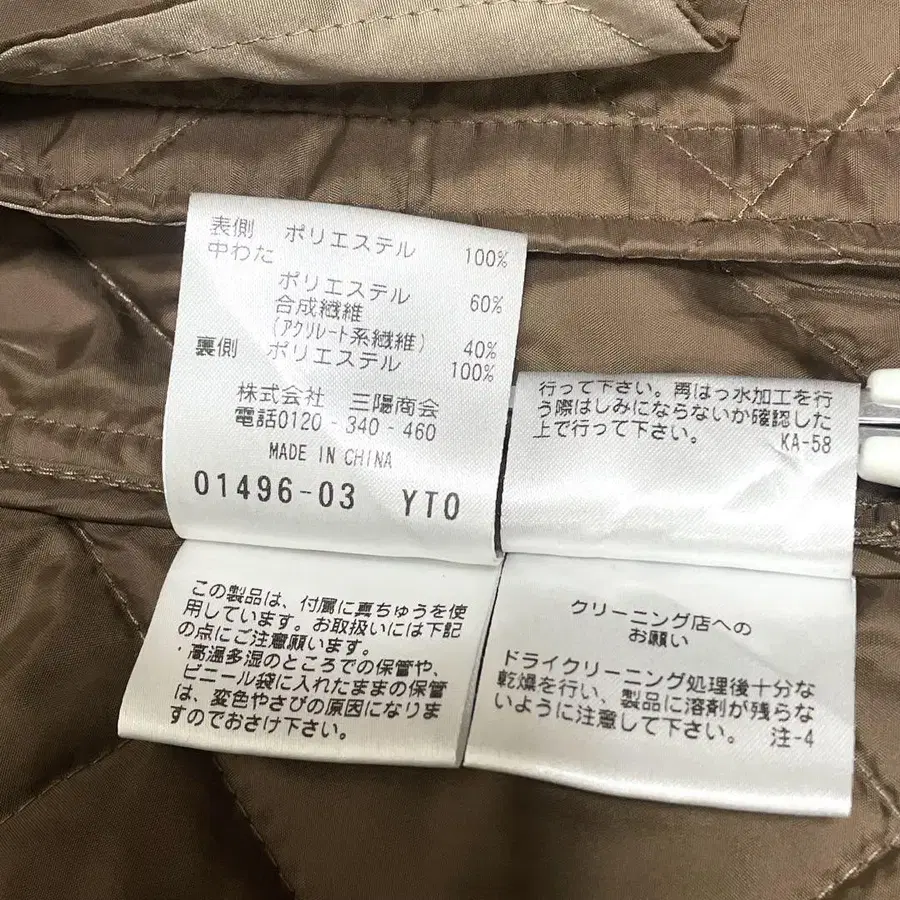 表側 ポリエステル 100%
中わた
ポリエステル 60%
合成繊維
(アクリレート系繊維) 40%
裏側 ポリエステル 100%
株式会社 三陽商会
電話0120-340-460
MADE IN CHINA
01496-03 YTO
行って下さい。再はっ水加工を行
う際はしみにならないか確認した
上で行って下さい。 KA-58
この製品は、付属に真ちゅうを使
用しています。お取扱いには下記
の点にご注意願います。
・高温多湿のところでの保管や、
ビニール袋に入れたままの保管
は、変色やさびの原因になりま
すのでおさけ下さい。
クリーニング店への
お願い
ドライクリーニング処理後十分な
乾燥を行い、製品に溶剤が残らな
いように注意して下さい。 注-4